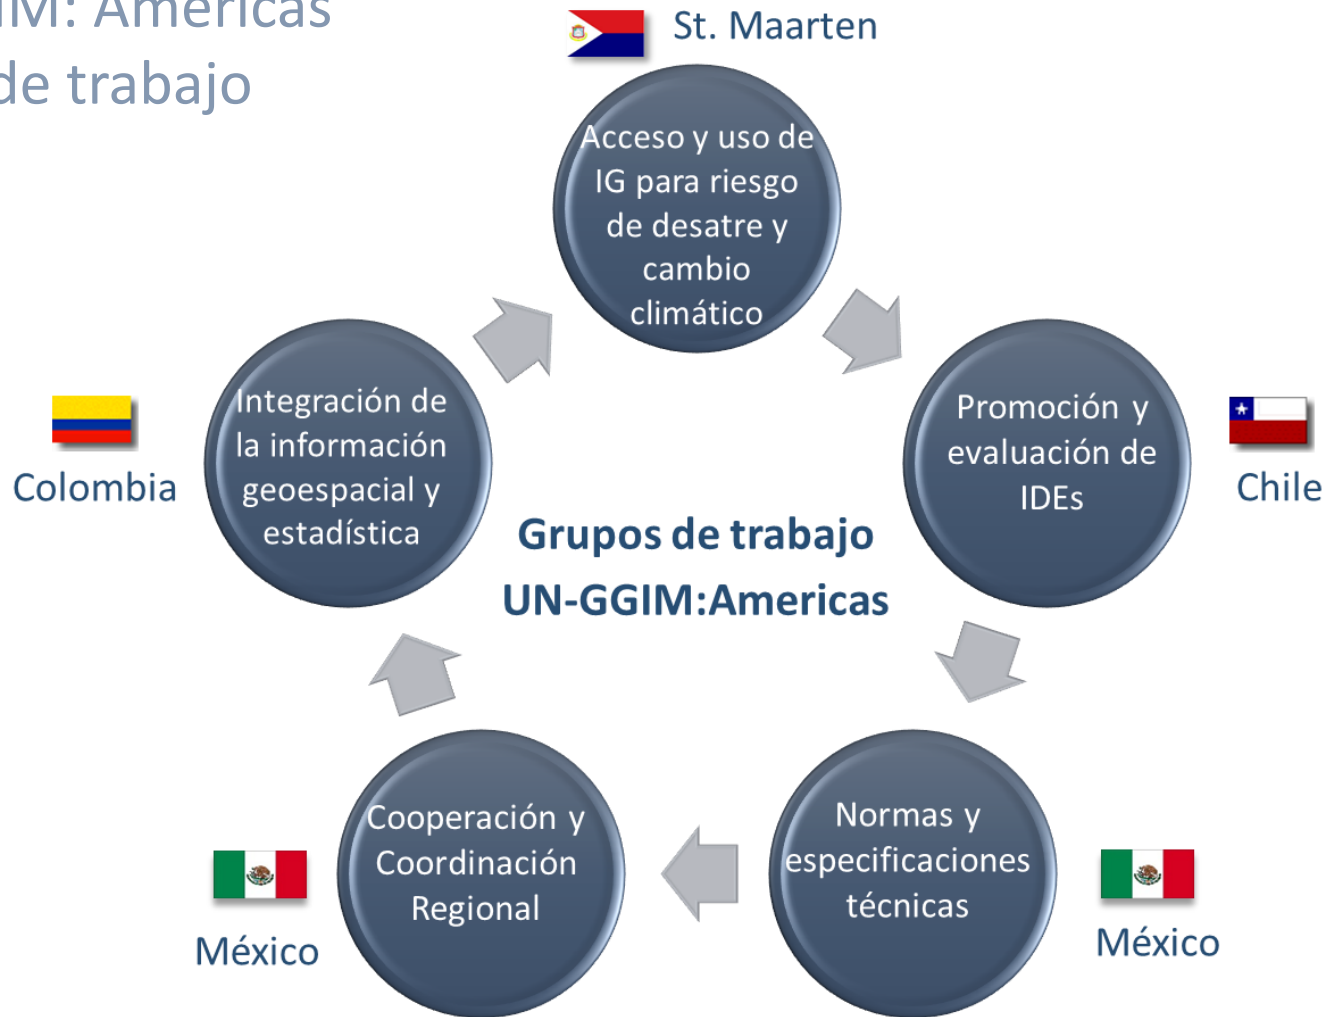 IM: Americas
de trabajo
St. Maarten
Acceso y uso de
IG para riesgo
de desatre y
cambio
climático
Promoción y
evaluación de
IDEs
Chile
Normas y
especificaciones
técnicas
México
Cooperación y
Coordinación
Regional
México
Integración de
la información
geoespacial y
estadística
Colombia
Grupos de trabajo
UN-GGIM:Americas